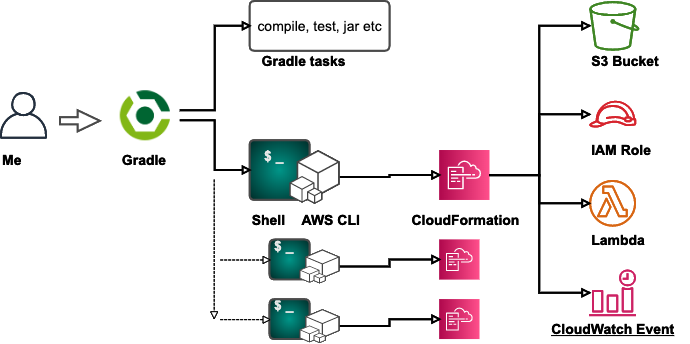 compile, test, jar etc
Gradle tasks
S3 Bucket
Me
Gradle
$ _
IAM Role
Shell
AWS CLI
CloudFormation
Lambda
$ _
$ _
CloudWatch Event